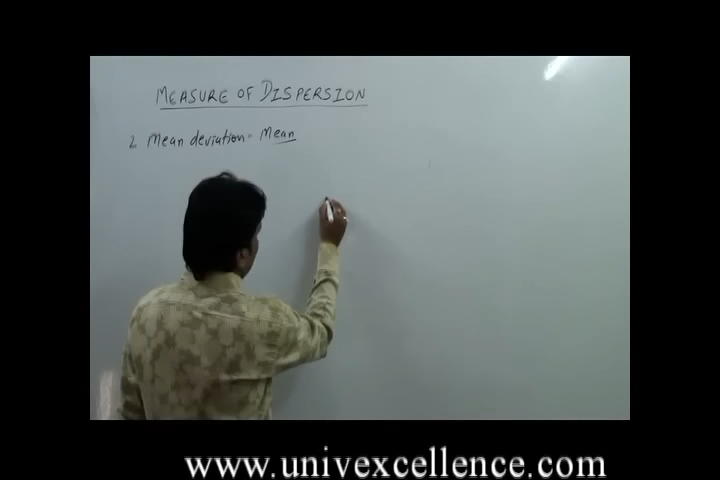 MEASURE OF DISPERSION
2. Mean deviation = Mean
www.univexcellence.com